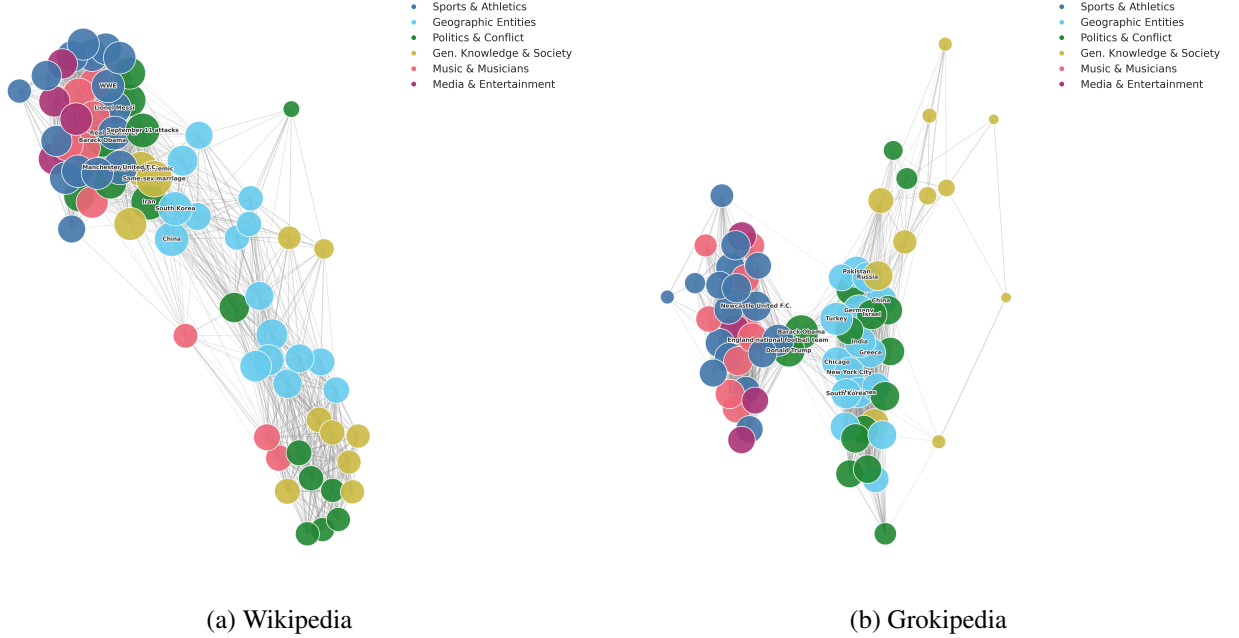 Sports & Athletics
Geographic Entities
Politics & Conflict
Gen. Knowledge & Society
Music & Musicians
Media & Entertainment
WWE
Lionel Messi
September 11 attacks
Barack Obama
Manchester United F.C.
Same-sex marriage
Iran
South Korea
China
(a) Wikipedia
Sports & Athletics
Geographic Entities
Politics & Conflict
Gen. Knowledge & Society
Music & Musicians
Media & Entertainment
Pakistan
Russia
China
Newcastle United F.C.
Germany
Israel
Turkey
Barack Obama
England national football team
India
Donald Trump
Greece
Chicago
New York City
South Korea
(b) Grokipedia